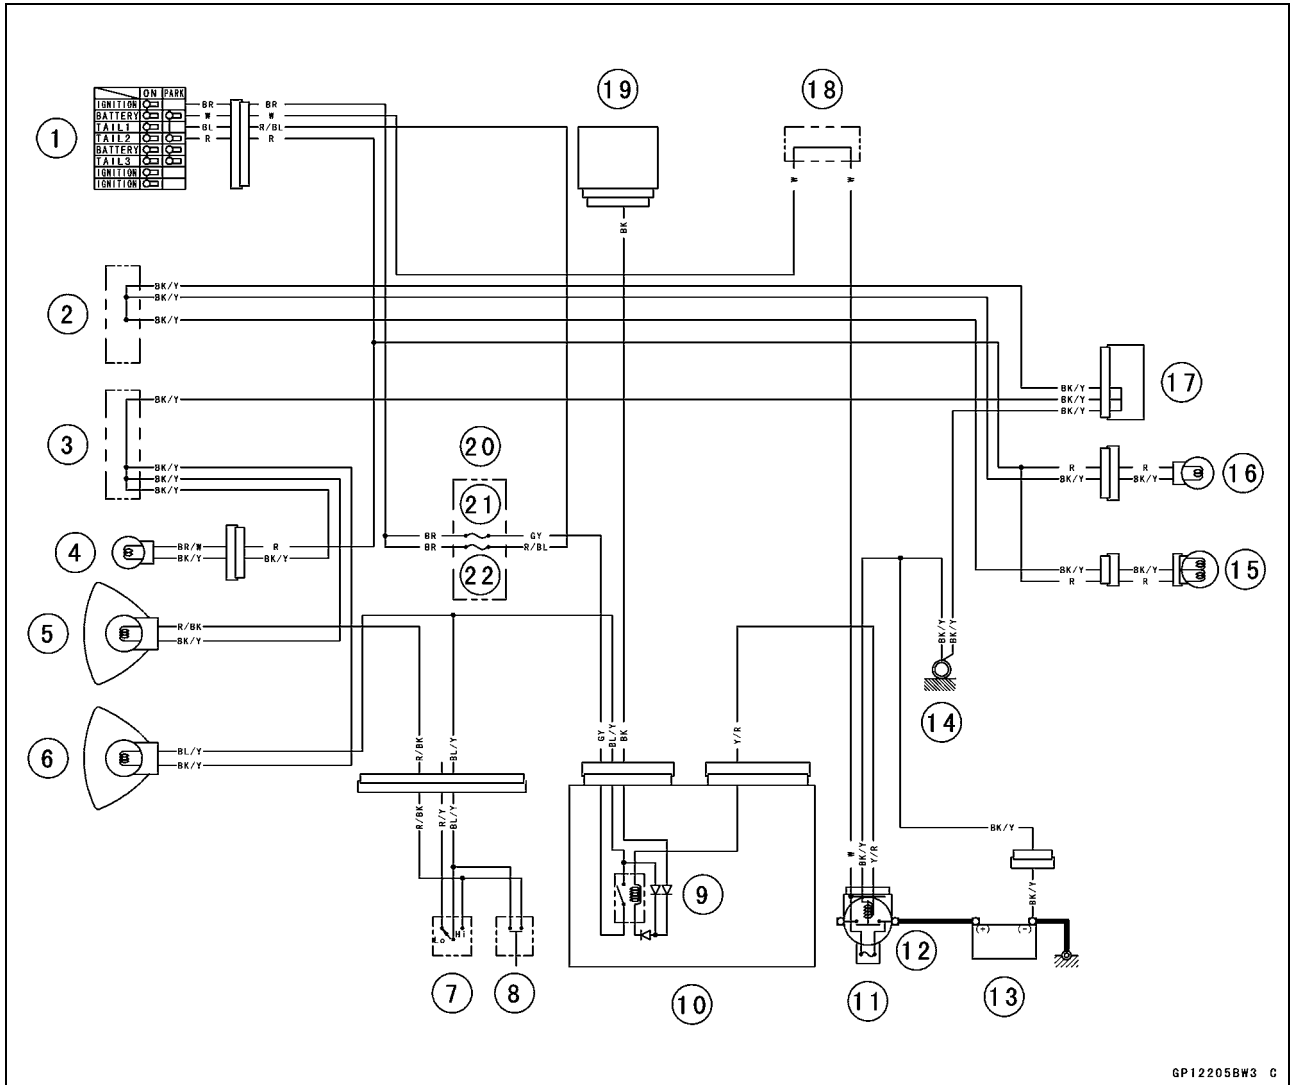 19
18
ON PARK
IGNITION
BATTERY
TAIL1
TAIL2
BATTERY
TAIL3
IGNITION
IGNITION
BR BR
W W
BL R/BL
R R
1
W W
BK
BK/Y
BK/Y
BK/Y
2
17
BK/Y
BK/Y
BK/Y
BK/Y
3
20
BK/Y
BK/Y
BK/Y
R R
BK/Y BK/Y
16
21
BR GY
BR R/BL
4
BR/W R
BK/Y BK/Y
22
BK/Y BK/Y
R R
15
5
R/BK
BK/Y
BK/Y BK/Y
14
6
BL/Y
BK/Y
R/BK BL/Y
GY BL/Y BK
Y/R
R/BK R/Y BL/Y
BK/Y
W BK/Y Y/R
BK/Y
9
Lo Hi
(+) (-)
12
7 8
10
11
13
GP12205BW3 C